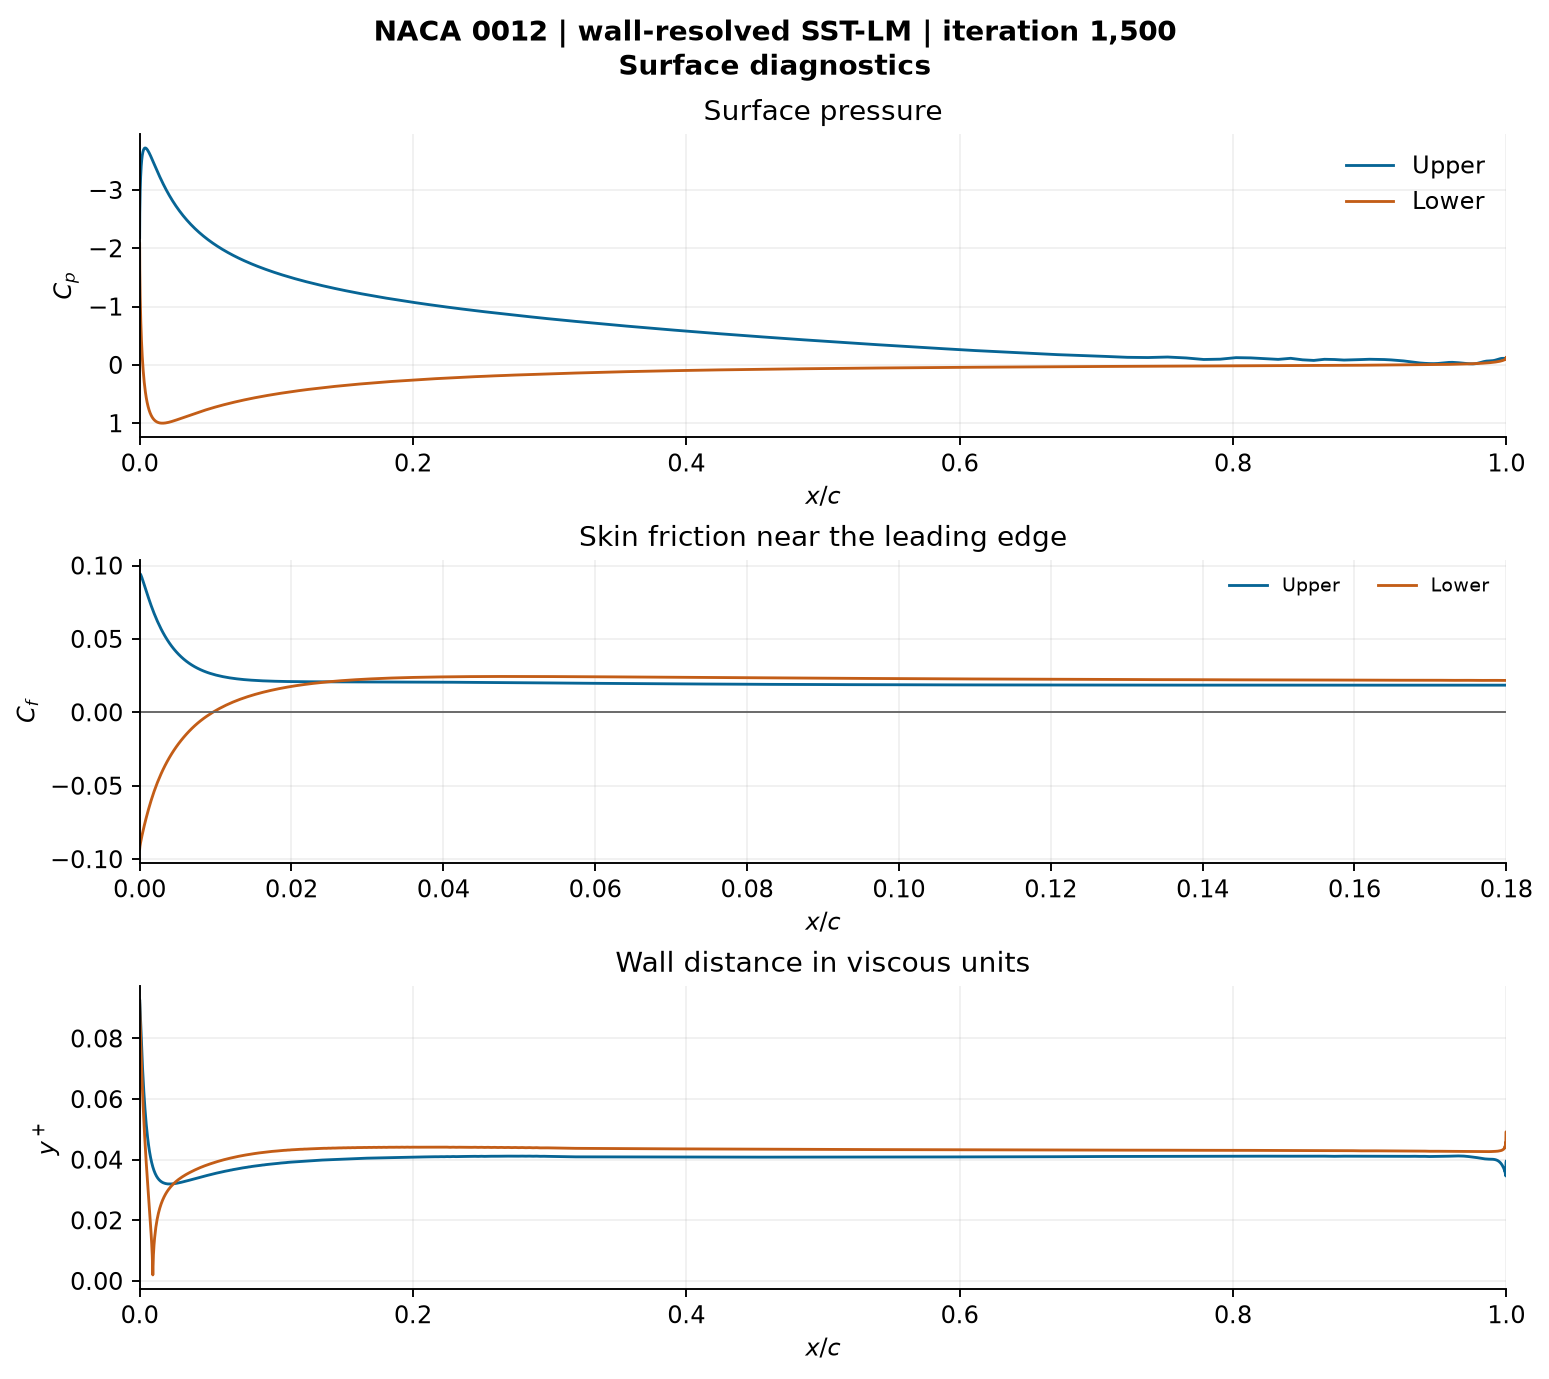 NACA 0012 | wall-resolved SST-LM | iteration 1,500
Surface diagnostics
Surface pressure
Upper
Lower
−3
−2
−1
0
1
Cp
0.0 0.2 0.4 0.6 0.8 1.0
x/c
Skin friction near the leading edge
Upper Lower
0.10
0.05
0.00
−0.05
−0.10
Cf
0.00 0.02 0.04 0.06 0.08 0.10 0.12 0.14 0.16 0.18
x/c
Wall distance in viscous units
0.08
0.06
0.04
0.02
0.00
y+
0.0 0.2 0.4 0.6 0.8 1.0
x/c